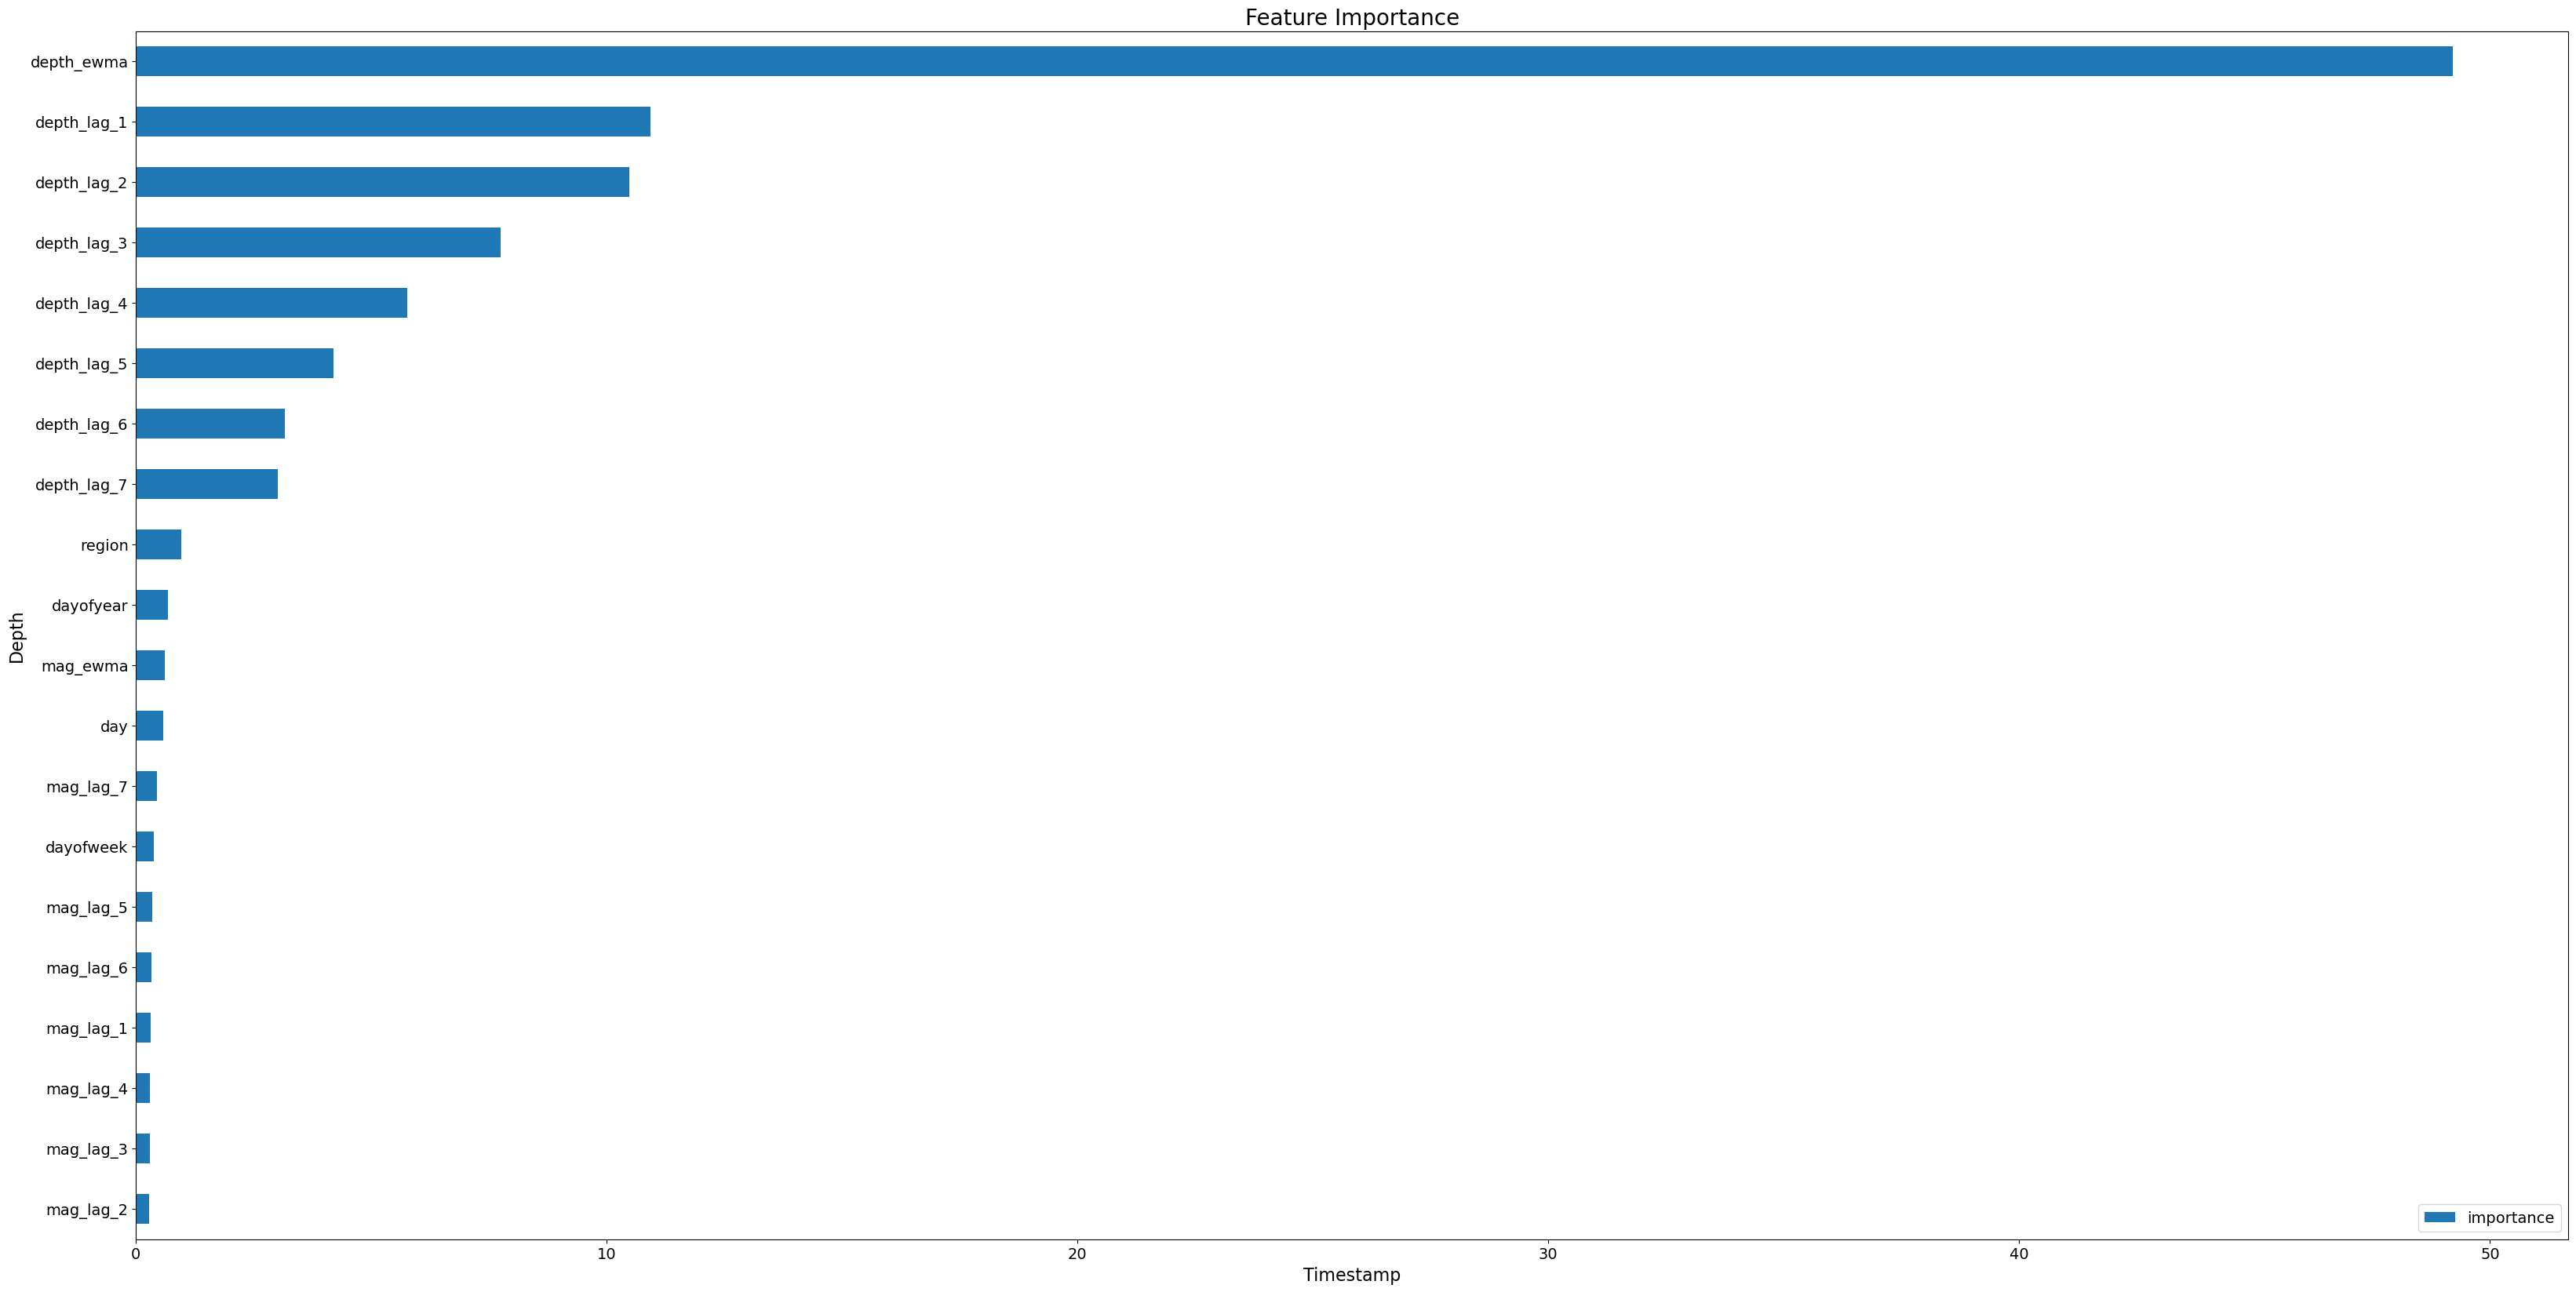 Feature Importance
depth_ewma
depth_lag_1
depth_lag_2
depth_lag_3
depth_lag_4
depth_lag_5
depth_lag_6
depth_lag_7
region
dayofyear
mag_ewma
day
mag_lag_7
dayofweek
mag_lag_5
mag_lag_6
mag_lag_1
mag_lag_4
mag_lag_3
mag_lag_2
Depth
importance
0 10 20 30 40 50
Timestamp